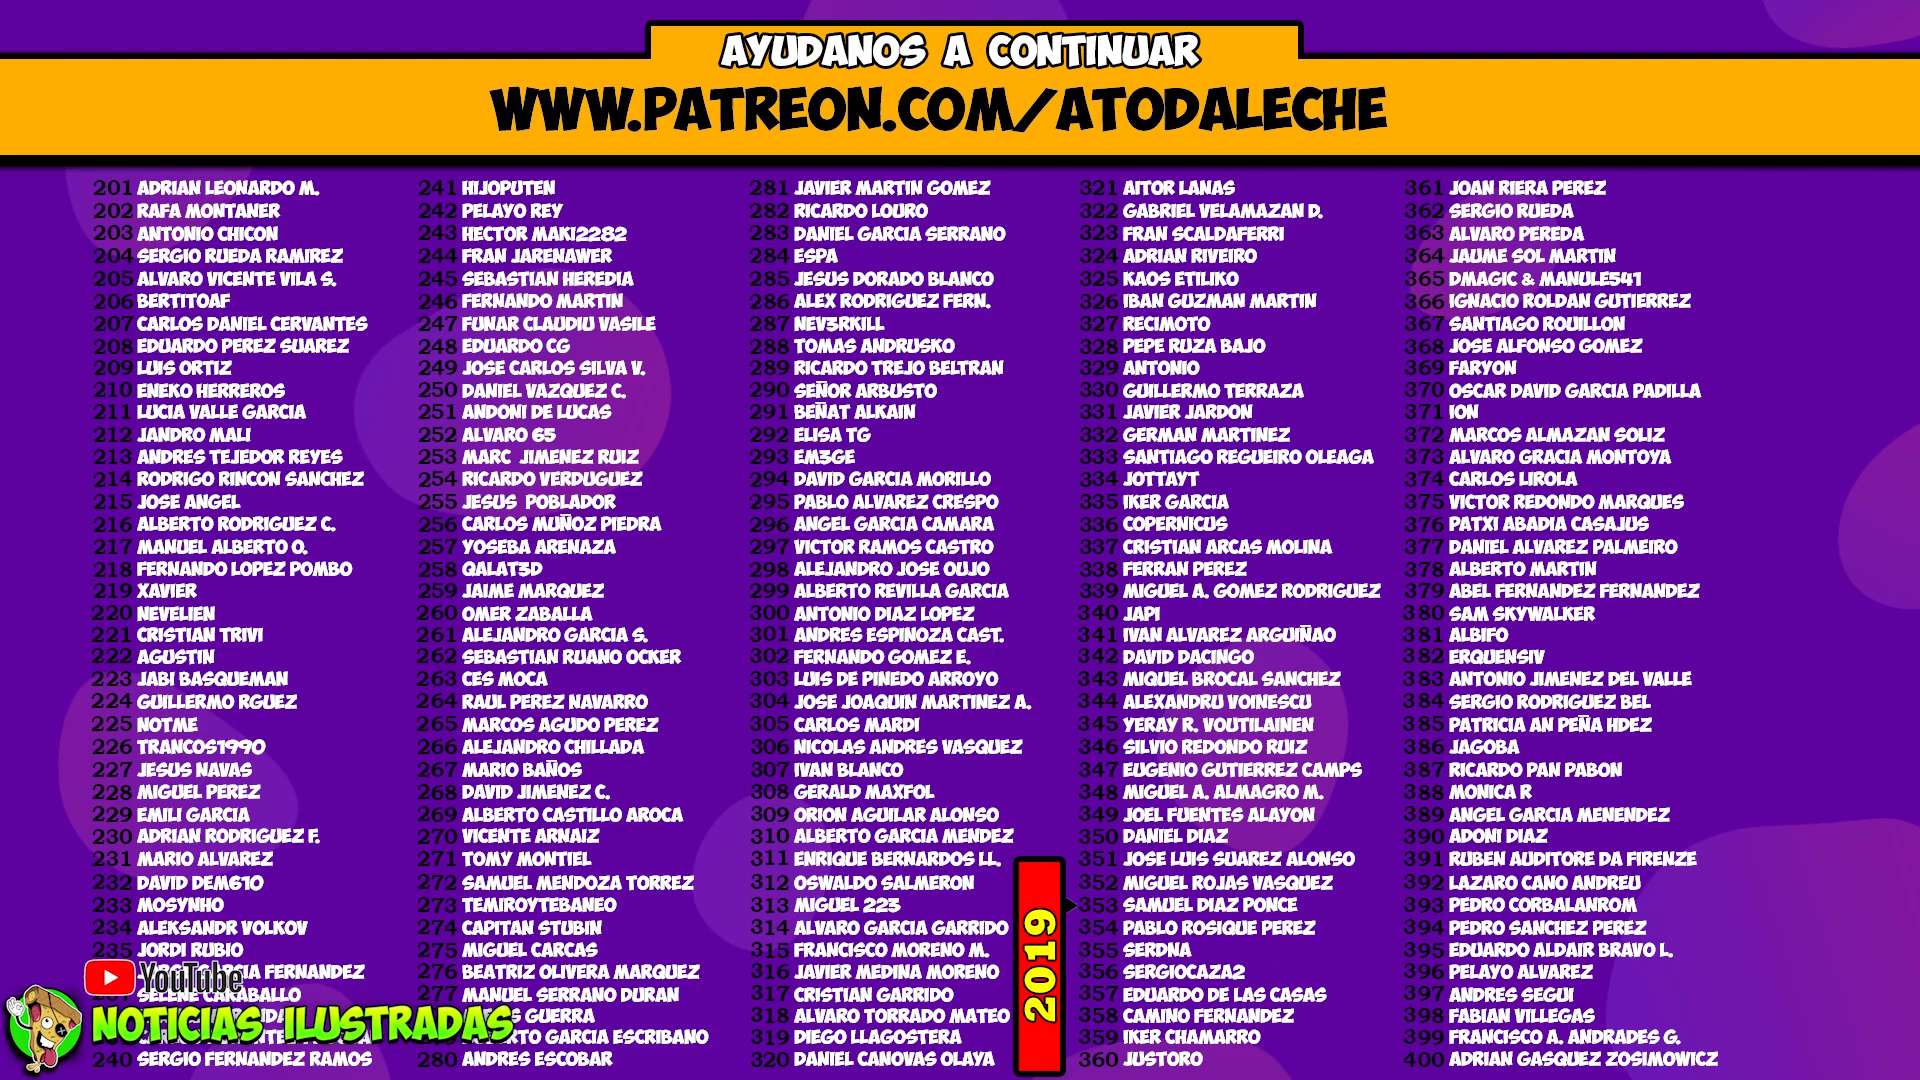 AYUDANOS A CONTINUAR
WWW.PATREON.COM/ATODALECHE
201 ADRIAN LEONARDO M.
202 RAFA MONTANER
203 ANTONIO CHICON
204 SERGIO RUEDA RAMIREZ
205 ALVARO VICENTE VILA S.
206 BERTITOAF
207 CARLOS DANIEL CERVANTES
208 EDUARDO PEREZ SUAREZ
209 LUIS ORTIZ
210 ENEKO HERREROS
211 LUCIA VALLE GARCIA
212 JANDRO MALI
213 ANDRES TEJEDOR REYES
214 RODRIGO RINCON SANCHEZ
215 JOSE ANGEL
216 ALBERTO RODRIGUEZ C.
217 MANUEL ALBERTO O.
218 FERNANDO LOPEZ POMBO
219 XAVIER
220 NEVELIEN
221 CRISTIAN TRIVI
222 AGUSTIN
223 JABI BASQUEMAN
224 GUILLERMO RGUEZ
225 NOTME
226 TRANCOS1990
227 JESUS NAVAS
228 MIGUEL PEREZ
229 EMILI GARCIA
230 ADRIAN RODRIGUEZ F.
231 MARIO ALVAREZ
232 DAVID DEM610
233 MOSYNHO
234 ALEKSANDR VOLKOV
235 JORDI RUBIO
FERNANDEZ
YouTube
SELENE CARABALLO
NOTICIAS ILUSTRADAS
240 SERGIO FERNANDEZ RAMOS
241 HIJOPUTEN
242 PELAYO REY
243 HECTOR MAKI2282
244 FRAN JARENAWER
245 SEBASTIAN HEREDIA
246 FERNANDO MARTIN
247 FUNAR CLAUDIU VASILE
248 EDUARDO CG
249 JOSE CARLOS SILVA V.
250 DANIEL VAZQUEZ C.
251 ANDONI DE LUCAS
252 ALVARO 65
253 MARC JIMENEZ RUIZ
254 RICARDO VERDUGUEZ
255 JESUS POBLADOR
256 CARLOS MUÑOZ PIEDRA
257 YOSEBA ARENAZA
258 QALAT3D
259 JAIME MARQUEZ
260 OMER ZABALLA
261 ALEJANDRO GARCIA S.
262 SEBASTIAN RUANO OCKER
263 CES MOCA
264 RAUL PEREZ NAVARRO
265 MARCOS AGUDO PEREZ
266 ALEJANDRO CHILLADA
267 MARIO BAÑOS
268 DAVID JIMENEZ C.
269 ALBERTO CASTILLO AROCA
270 VICENTE ARNAIZ
271 TOMY MONTIEL
272 SAMUEL MENDOZA TORREZ
273 TEMIROYTEBANEO
274 CAPITAN STUBIN
275 MIGUEL CARCAS
276 BEATRIZ OLIVERA MARQUEZ
277 MANUEL SERRANO DURAN
GUERRA
GARCIA ESCRIBANO
280 ANDRES ESCOBAR
281 JAVIER MARTIN GOMEZ
282 RICARDO LOURO
283 DANIEL GARCIA SERRANO
284 ESPA
285 JESUS DORADO BLANCO
286 ALEX RODRIGUEZ FERN.
287 NEV3RKILL
288 TOMAS ANDRUSKO
289 RICARDO TREJO BELTRAN
290 SEÑOR ARBUSTO
291 BEÑAT ALKAIN
292 ELISA TG
293 EM3GE
294 DAVID GARCIA MORILLO
295 PABLO ALVAREZ CRESPO
296 ANGEL GARCIA CAMARA
297 VICTOR RAMOS CASTRO
298 ALEJANDRO JOSE OUJO
299 ALBERTO REVILLA GARCIA
300 ANTONIO DIAZ LOPEZ
301 ANDRES ESPINOZA CAST.
302 FERNANDO GOMEZ E.
303 LUIS DE PINEDO ARROYO
304 JOSE JOAQUIN MARTINEZ A.
305 CARLOS MARDI
306 NICOLAS ANDRES VASQUEZ
307 IVAN BLANCO
308 GERALD MAXFOL
309 ORION AGUILAR ALONSO
310 ALBERTO GARCIA MENDEZ
311 ENRIQUE BERNARDOS LL.
312 OSWALDO SALMERON
313 MIGUEL 223
314 ALVARO GARCIA GARRIDO
315 FRANCISCO MORENO M.
316 JAVIER MEDINA MORENO
317 CRISTIAN GARRIDO
318 ALVARO TORRADO MATEO
319 DIEGO LLAGOSTERA
320 DANIEL CANOVAS OLAYA
2019
321 AITOR LANAS
322 GABRIEL VELAMAZAN D.
323 FRAN SCALDAFERRI
324 ADRIAN RIVEIRO
325 KAOS ETILIKO
326 IBAN GUZMAN MARTIN
327 RECIMOTO
328 PEPE RUZA BAJO
329 ANTONIO
330 GUILLERMO TERRAZA
331 JAVIER JARDON
332 GERMAN MARTINEZ
333 SANTIAGO REGUEIRO OLEAGA
334 JOTTAYT
335 IKER GARCIA
336 COPERNICUS
337 CRISTIAN ARCAS MOLINA
338 FERRAN PEREZ
339 MIGUEL A. GOMEZ RODRIGUEZ
340 JAPI
341 IVAN ALVAREZ ARGUIÑAO
342 DAVID DACINGO
343 MIQUEL BROCAL SANCHEZ
344 ALEXANDRU VOINESCU
345 YERAY R. VOUTILAINEN
346 SILVIO REDONDO RUIZ
347 EUGENIO GUTIERREZ CAMPS
348 MIGUEL A. ALMAGRO M.
349 JOEL FUENTES ALAYON
350 DANIEL DIAZ
351 JOSE LUIS SUAREZ ALONSO
352 MIGUEL ROJAS VASQUEZ
353 SAMUEL DIAZ PONCE
354 PABLO ROSIQUE PEREZ
355 SERDNA
356 SERGIOCAZA2
357 EDUARDO DE LAS CASAS
358 CAMINO FERNANDEZ
359 IKER CHAMARRO
360 JUSTORO
361 JOAN RIERA PEREZ
362 SERGIO RUEDA
363 ALVARO PEREDA
364 JAUME SOL MARTIN
365 DMAGIC & MANULE541
366 IGNACIO ROLDAN GUTIERREZ
367 SANTIAGO ROUILLON
368 JOSE ALFONSO GOMEZ
369 FARYON
370 OSCAR DAVID GARCIA PADILLA
371 ION
372 MARCOS ALMAZAN SOLIZ
373 ALVARO GRACIA MONTOYA
374 CARLOS LIROLA
375 VICTOR REDONDO MARQUES
376 PATXI ABADIA CASAJUS
377 DANIEL ALVAREZ PALMEIRO
378 ALBERTO MARTIN
379 ABEL FERNANDEZ FERNANDEZ
380 SAM SKYWALKER
381 ALBIFO
382 ERQUENSIV
383 ANTONIO JIMENEZ DEL VALLE
384 SERGIO RODRIGUEZ BEL
385 PATRICIA AN PEÑA HDEZ
386 JAGOBA
387 RICARDO PAN PABON
388 MONICA R
389 ANGEL GARCIA MENENDEZ
390 ADONI DIAZ
391 RUBEN AUDITORE DA FIRENZE
392 LAZARO CANO ANDREU
393 PEDRO CORBALANROM
394 PEDRO SANCHEZ PEREZ
395 EDUARDO ALDAIR BRAVO L.
396 PELAYO ALVAREZ
397 ANDRES SEGUI
398 FABIAN VILLEGAS
399 FRANCISCO A. ANDRADES G.
400 ADRIAN GASQUEZ ZOSIMOWICZ